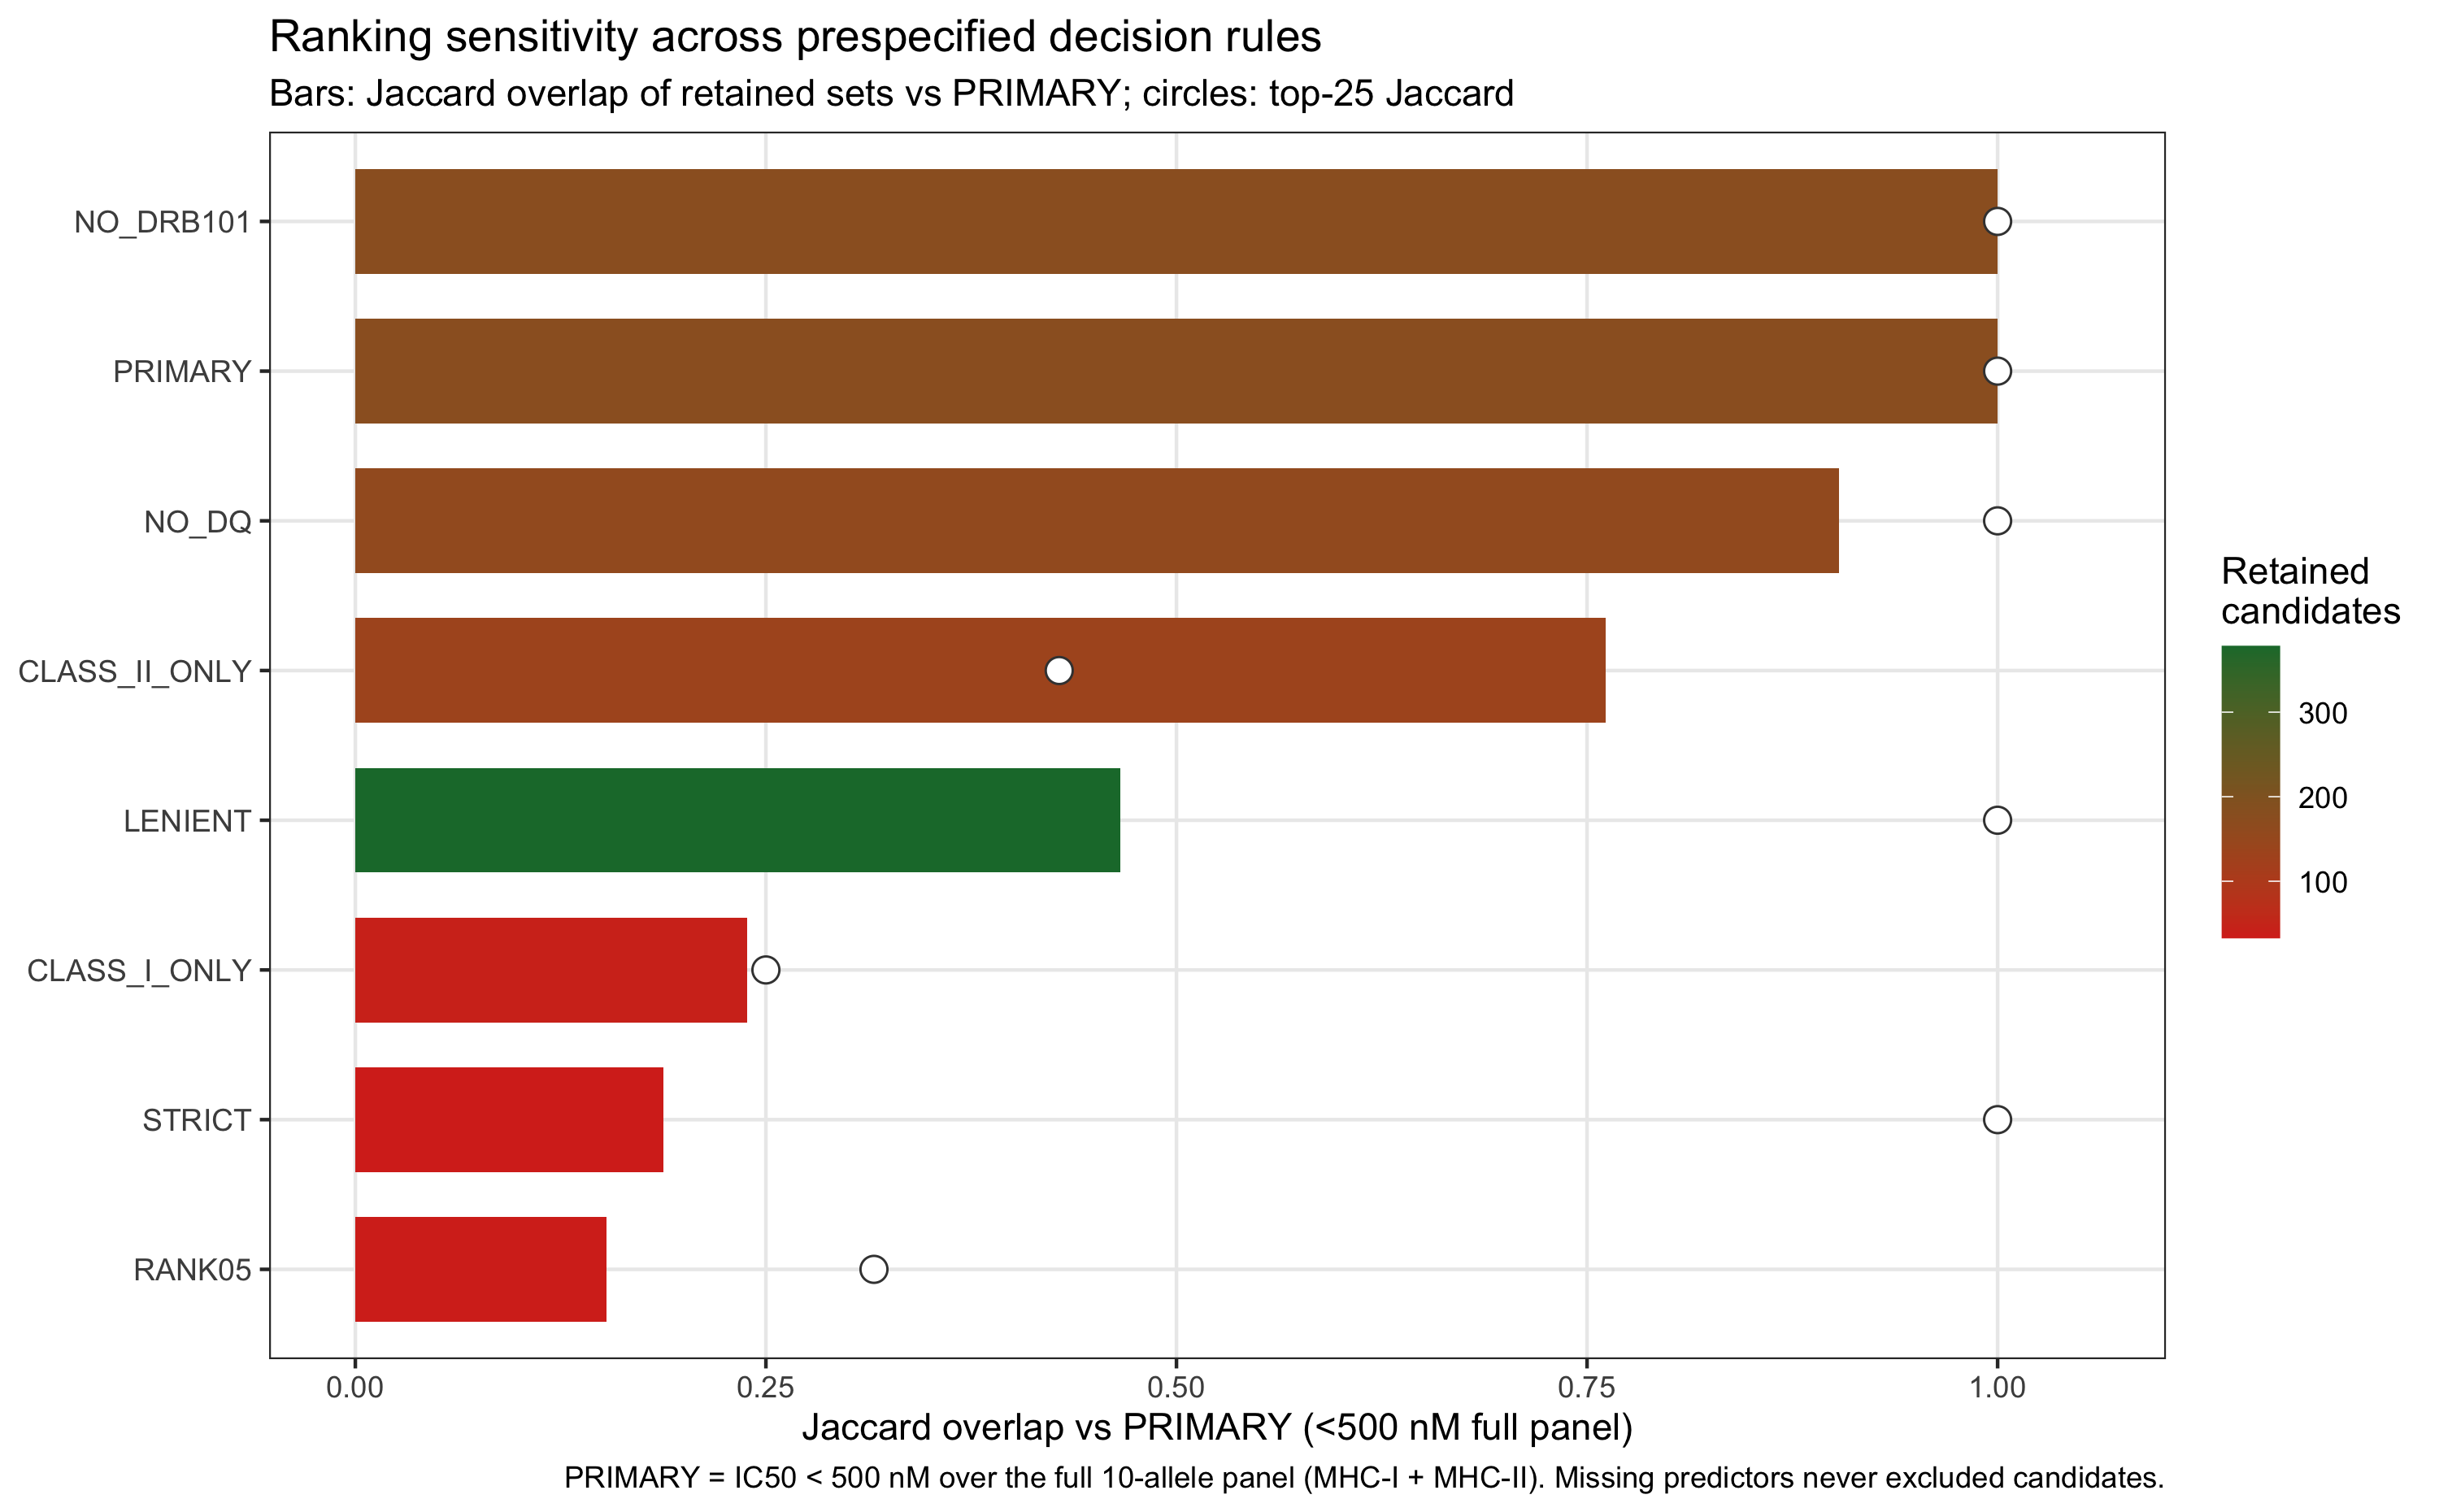 Ranking sensitivity across prespecified decision rules
Bars: Jaccard overlap of retained sets vs PRIMARY; circles: top-25 Jaccard
NO_DRB101
PRIMARY
NO_DQ
CLASS_II_ONLY
LENIENT
CLASS_I_ONLY
STRICT
RANK05
0.00
0.25
0.50
0.75
1.00
Jaccard overlap vs PRIMARY (<500 nM full panel)
PRIMARY = IC50 < 500 nM over the full 10-allele panel (MHC-I + MHC-II). Missing predictors never excluded candidates.
Retained
candidates
300
200
100